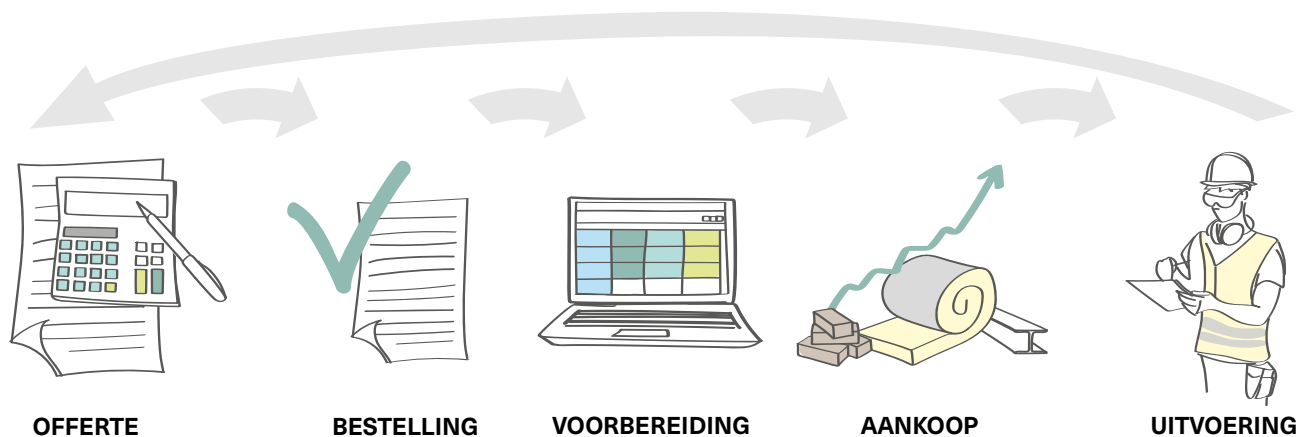 OFFERTE
BESTELLING
VOORBEREIDING
AANKOOP
UITVOERING